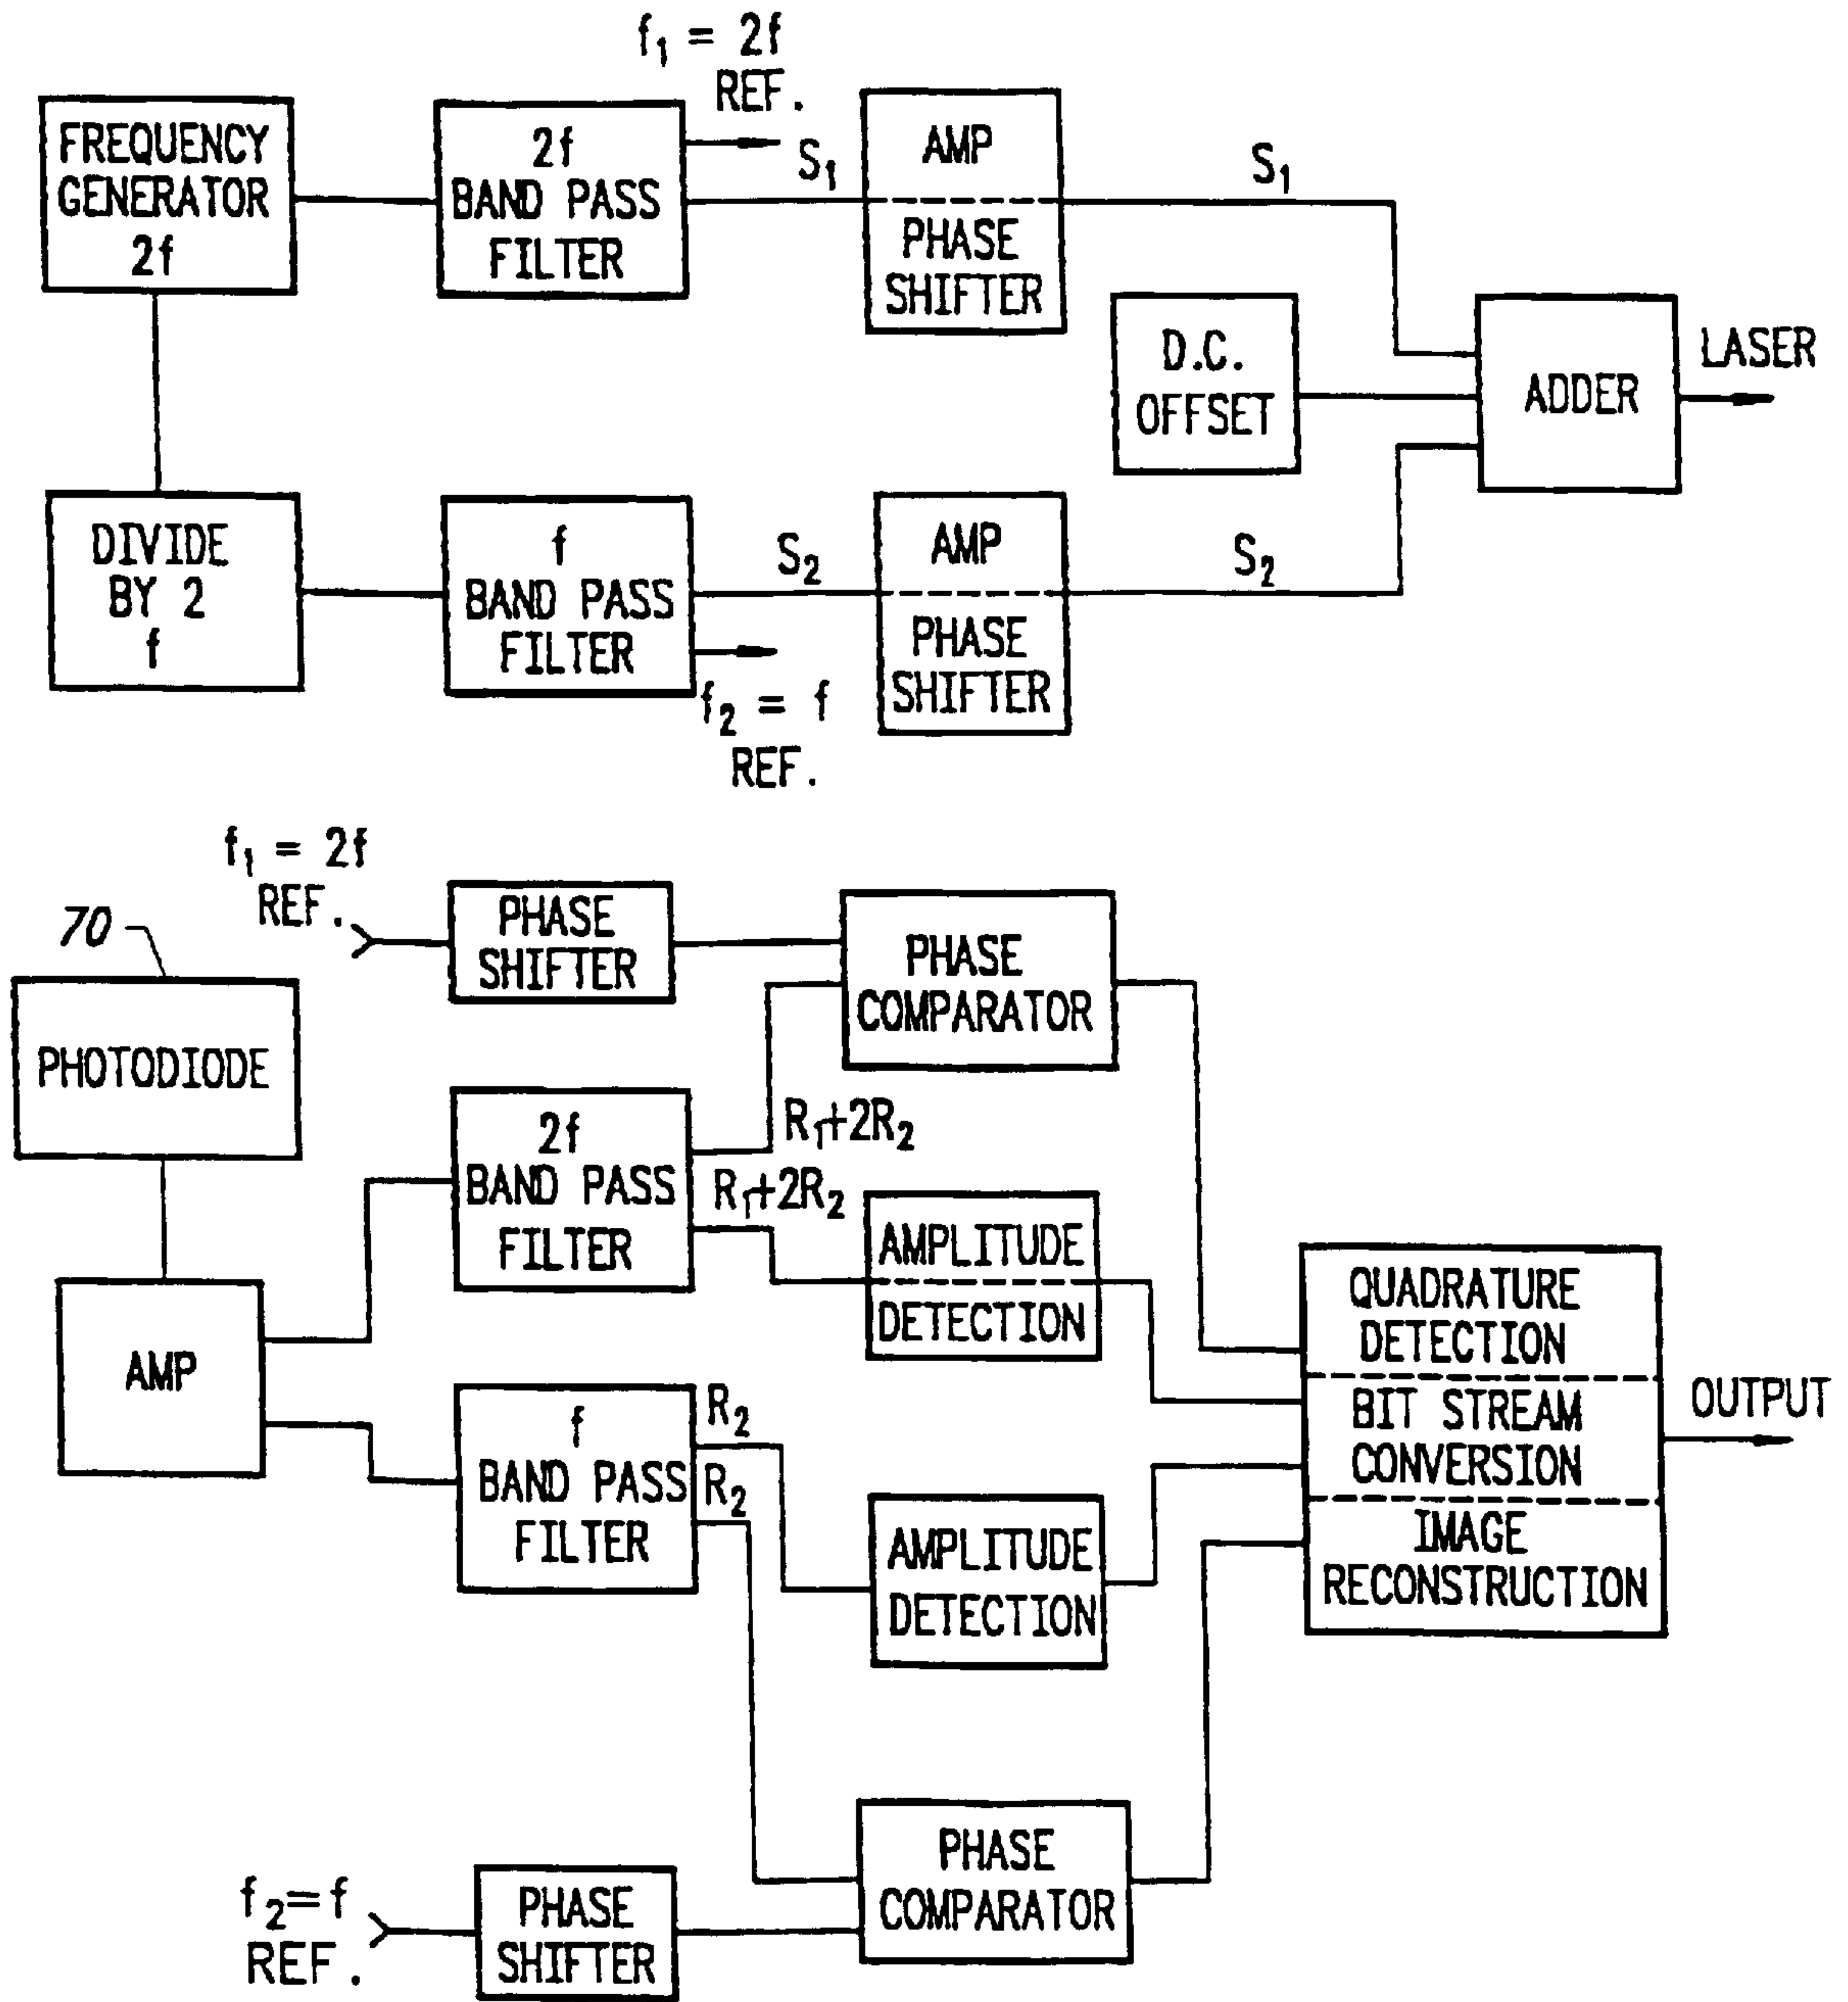 f₁ = 2f
REF.
FREQUENCY
GENERATOR
2f
2f
BAND PASS
FILTER
S₁
AMP
PHASE
SHIFTER
S₁
D.C.
OFFSET
ADDER
LASER
DIVIDE
BY 2
f
f
BAND PASS
FILTER
S₂
AMP
PHASE
SHIFTER
S₂
f₂ = f
REF.
f₁ = 2f
REF.
PHASE
SHIFTER
PHASE
COMPARATOR
70
PHOTODIODE
2f
BAND PASS
FILTER
R₁+2R₂
R₁+2R₂
AMPLITUDE
DETECTION
AMP
f
BAND PASS
FILTER
R₂
R₂
AMPLITUDE
DETECTION
QUADRATURE
DETECTION
BIT STREAM
CONVERSION
IMAGE
RECONSTRUCTION
OUTPUT
f₂=f
REF.
PHASE
SHIFTER
PHASE
COMPARATOR